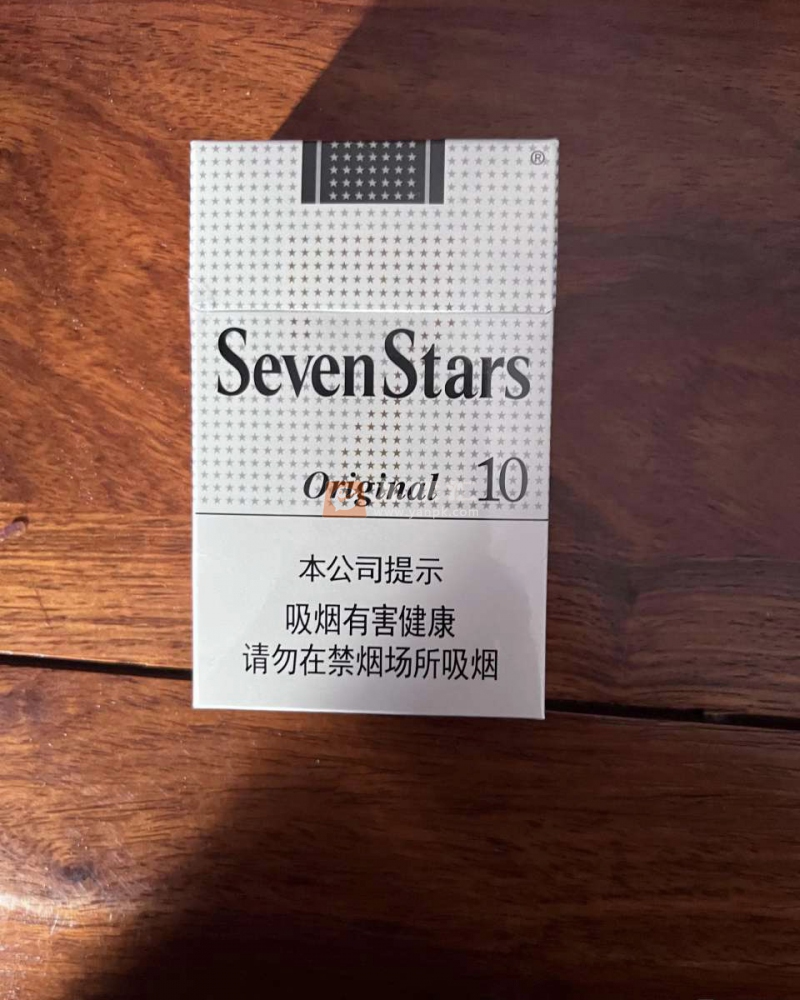 ®
Seven Stars
Original 10
本公司提示
吸烟有害健康
请勿在禁烟场所吸烟